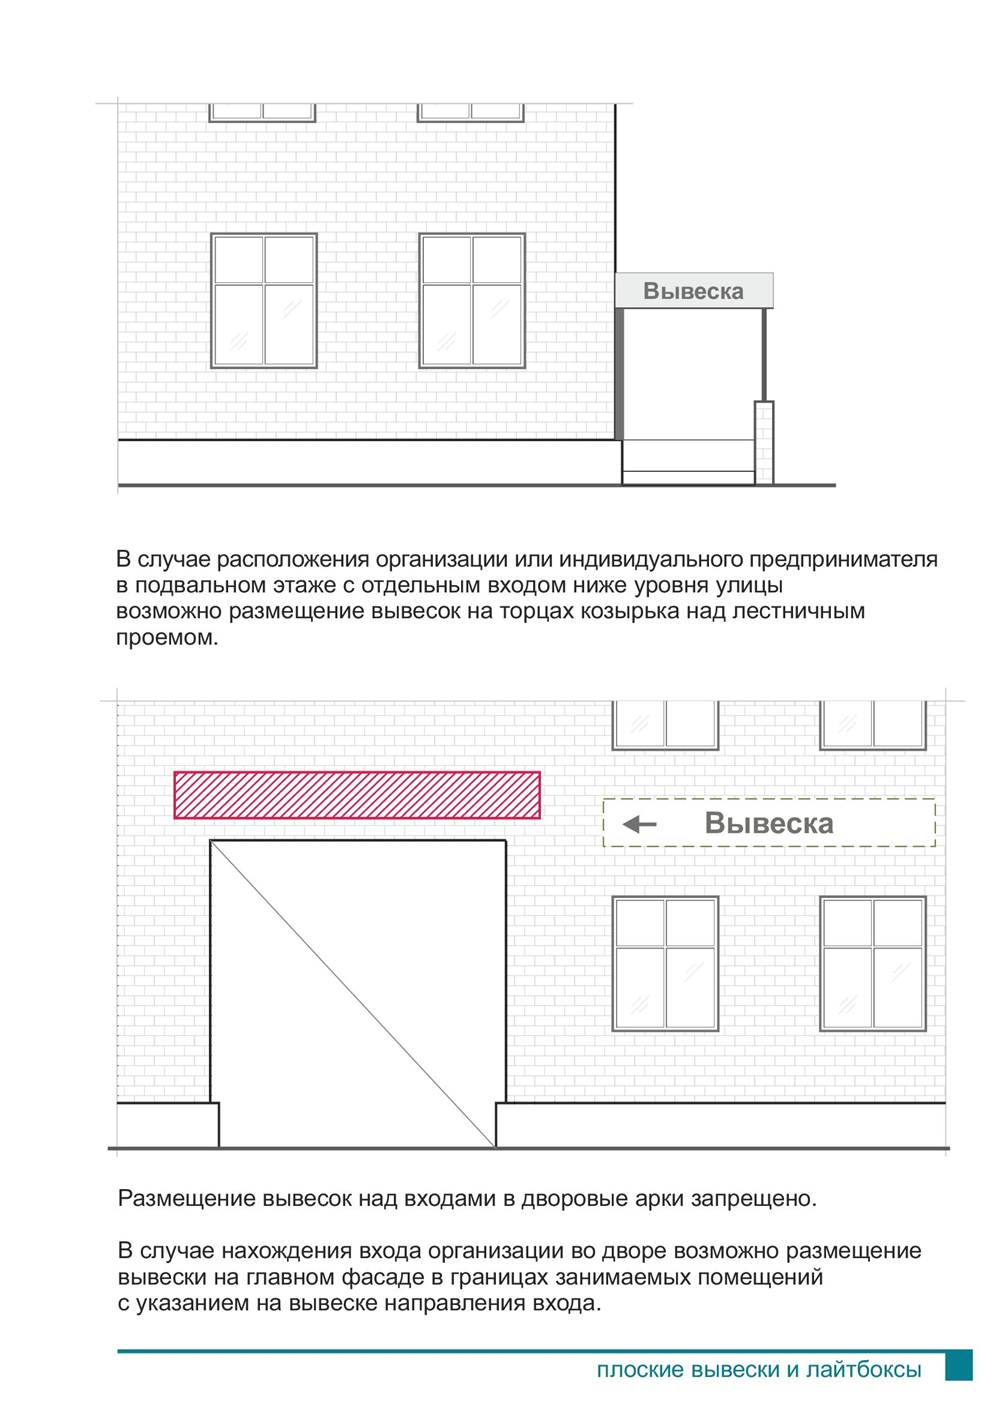 Вывеска
В случае расположения организации или индивидуального предпринимателя
в подвальном этаже с отдельным входом ниже уровня улицы
возможно размещение вывесок на торцах козырька над лестничным
проемом.
Вывеска
Размещение вывесок над входами в дворовые арки запрещено.
В случае нахождения входа организации во дворе возможно размещение
вывески на главном фасаде в границах занимаемых помещений
с указанием на вывеске направления входа.
плоские вывески и лайтбоксы